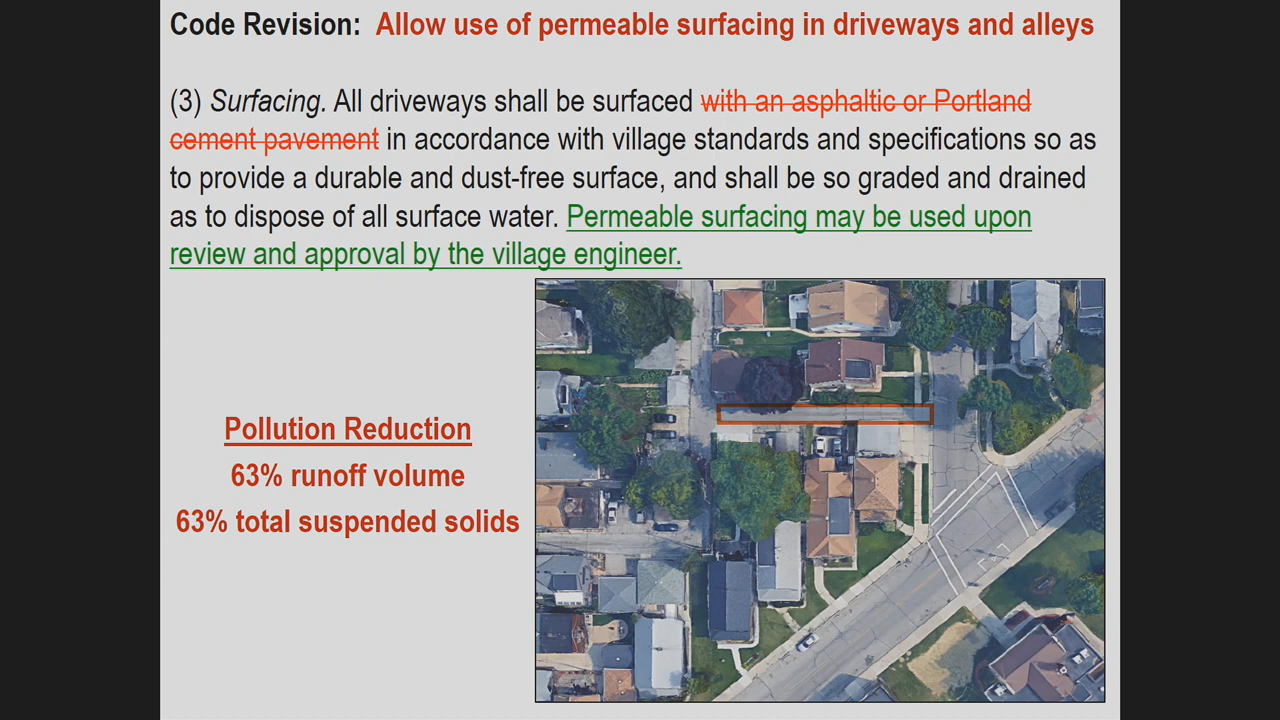 Code Revision: Allow use of permeable surfacing in driveways and alleys
(3) Surfacing. All driveways shall be surfaced with an asphaltic or Portland
cement pavement in accordance with village standards and specifications so as
to provide a durable and dust-free surface, and shall be so graded and drained
as to dispose of all surface water. Permeable surfacing may be used upon
review and approval by the village engineer.
Pollution Reduction
63% runoff volume
63% total suspended solids